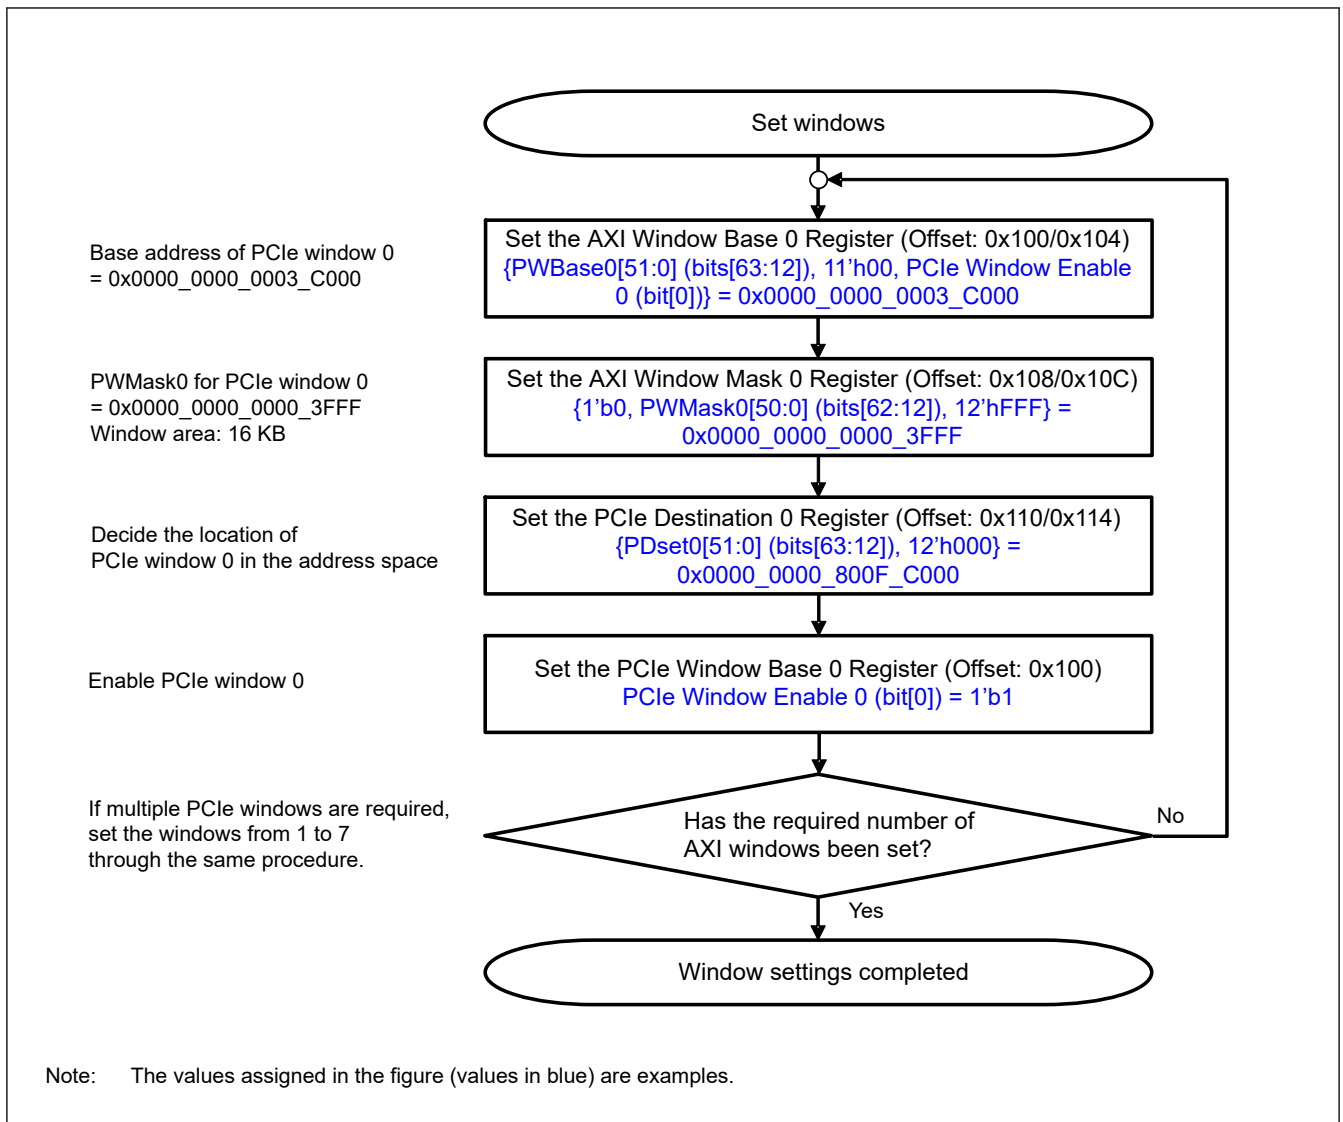 Set windows
Base address of PCIe window 0
= 0x0000_0000_0003_C000
Set the AXI Window Base 0 Register (Offset: 0x100/0x104)
{PWBase0[51:0] (bits[63:12]), 11’h00, PCIe Window Enable
0 (bit[0])} = 0x0000_0000_0003_C000
PWMask0 for PCIe window 0
= 0x0000_0000_0000_3FFF
Window area: 16 KB
Set the AXI Window Mask 0 Register (Offset: 0x108/0x10C)
{1’b0, PWMask0[50:0] (bits[62:12]), 12’hFFF} =
0x0000_0000_0000_3FFF
Decide the location of
PCIe window 0 in the address space
Set the PCIe Destination 0 Register (Offset: 0x110/0x114)
{PDset0[51:0] (bits[63:12]), 12’h000} =
0x0000_0000_800F_C000
Enable PCIe window 0
Set the PCIe Window Base 0 Register (Offset: 0x100)
PCIe Window Enable 0 (bit[0]) = 1’b1
If multiple PCIe windows are required,
set the windows from 1 to 7
through the same procedure.
Has the required number of
AXI windows been set?
No
Yes
Window settings completed
Note: The values assigned in the figure (values in blue) are examples.